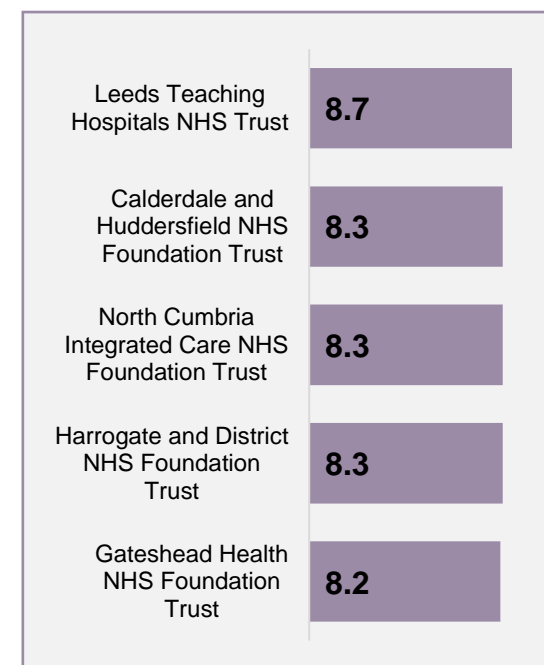 Leeds Teaching
Hospitals NHS Trust
8.7
Calderdale and
Huddersfield NHS
Foundation Trust
8.3
North Cumbria
Integrated Care NHS
Foundation Trust
8.3
Harrogate and District
NHS Foundation
Trust
8.3
Gateshead Health
NHS Foundation
Trust
8.2